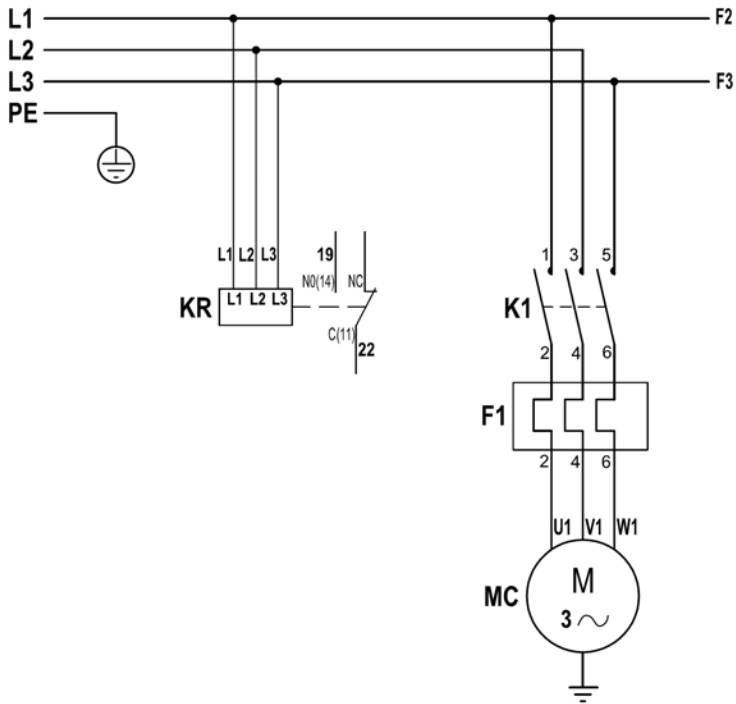 L1 F2
L2
L3 F3
PE
L1 L2 L3 19 1 3 5
N0(14) NC
KR L1 L2 L3 K1
C(11)
22 2 4 6
F1
2 4 6
U1 V1 W1
MC M
3